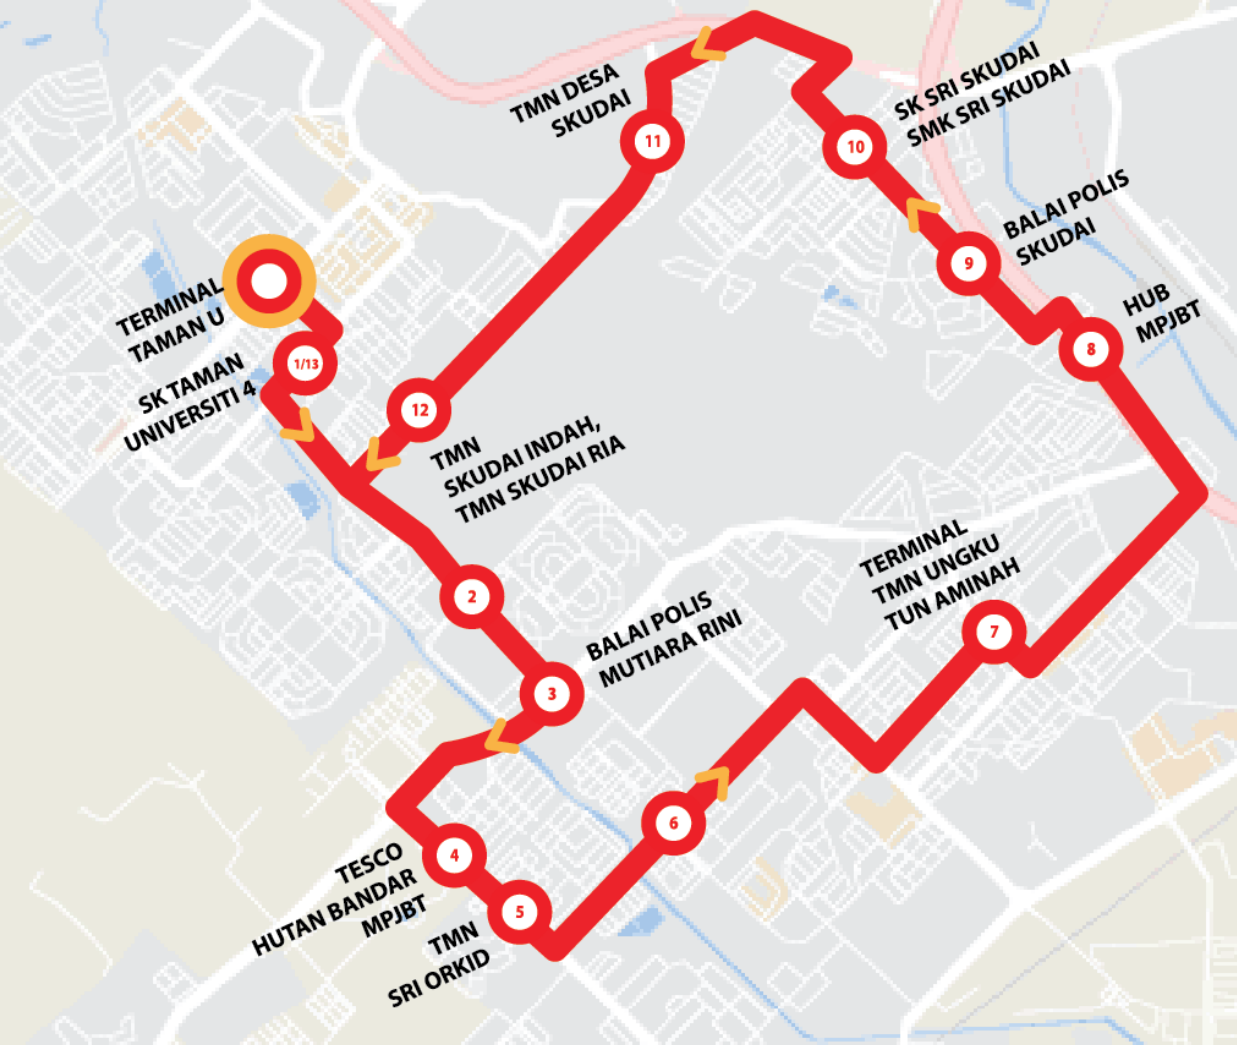 TMN DESA
SKUDAI
11
SK SRI SKUDAI
SMK SRI SKUDAI
10
BALAI POLIS
SKUDAI
9
HUB
MPJBT
8
TERMINAL
TAMAN U
SK TAMAN
UNIVERSITI 4
1/13
12
TMN
SKUDAI INDAH,
TMN SKUDAI RIA
2
BALAI POLIS
MUTIARA RINI
3
TERMINAL
TMN UNGKU
TUN AMINAH
7
6
TESCO
HUTAN BANDAR
MPJBT
4
TMN
SRI ORKID
5